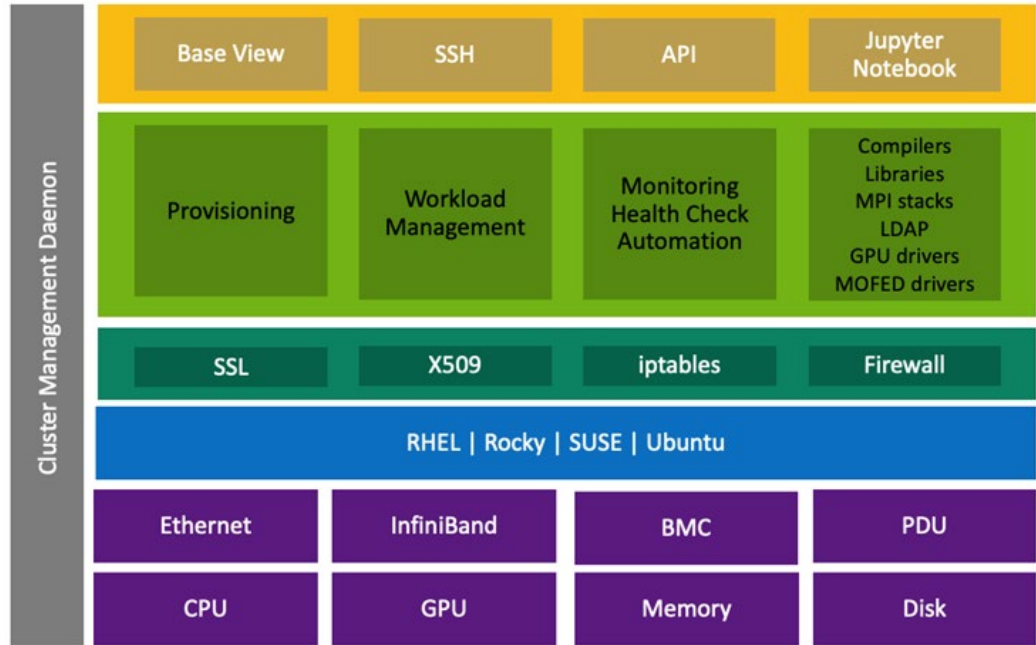 Cluster Management Daemon
Base View
SSH
API
Jupyter
Notebook
Provisioning
Workload
Management
Monitoring
Health Check
Automation
Compilers
Libraries
MPI stacks
LDAP
GPU drivers
MOFED drivers
SSL
X509
iptables
Firewall
RHEL | Rocky | SUSE | Ubuntu
Ethernet
InfiniBand
BMC
PDU
CPU
GPU
Memory
Disk